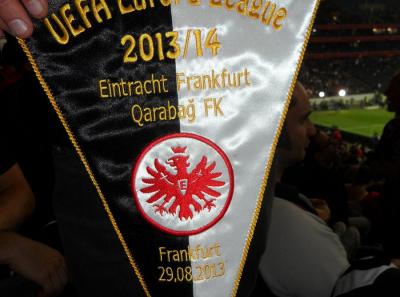 UEFA Europa League
2013/14
Eintracht Frankfurt
Qarabağ FK
Frankfurt
29.08.2013